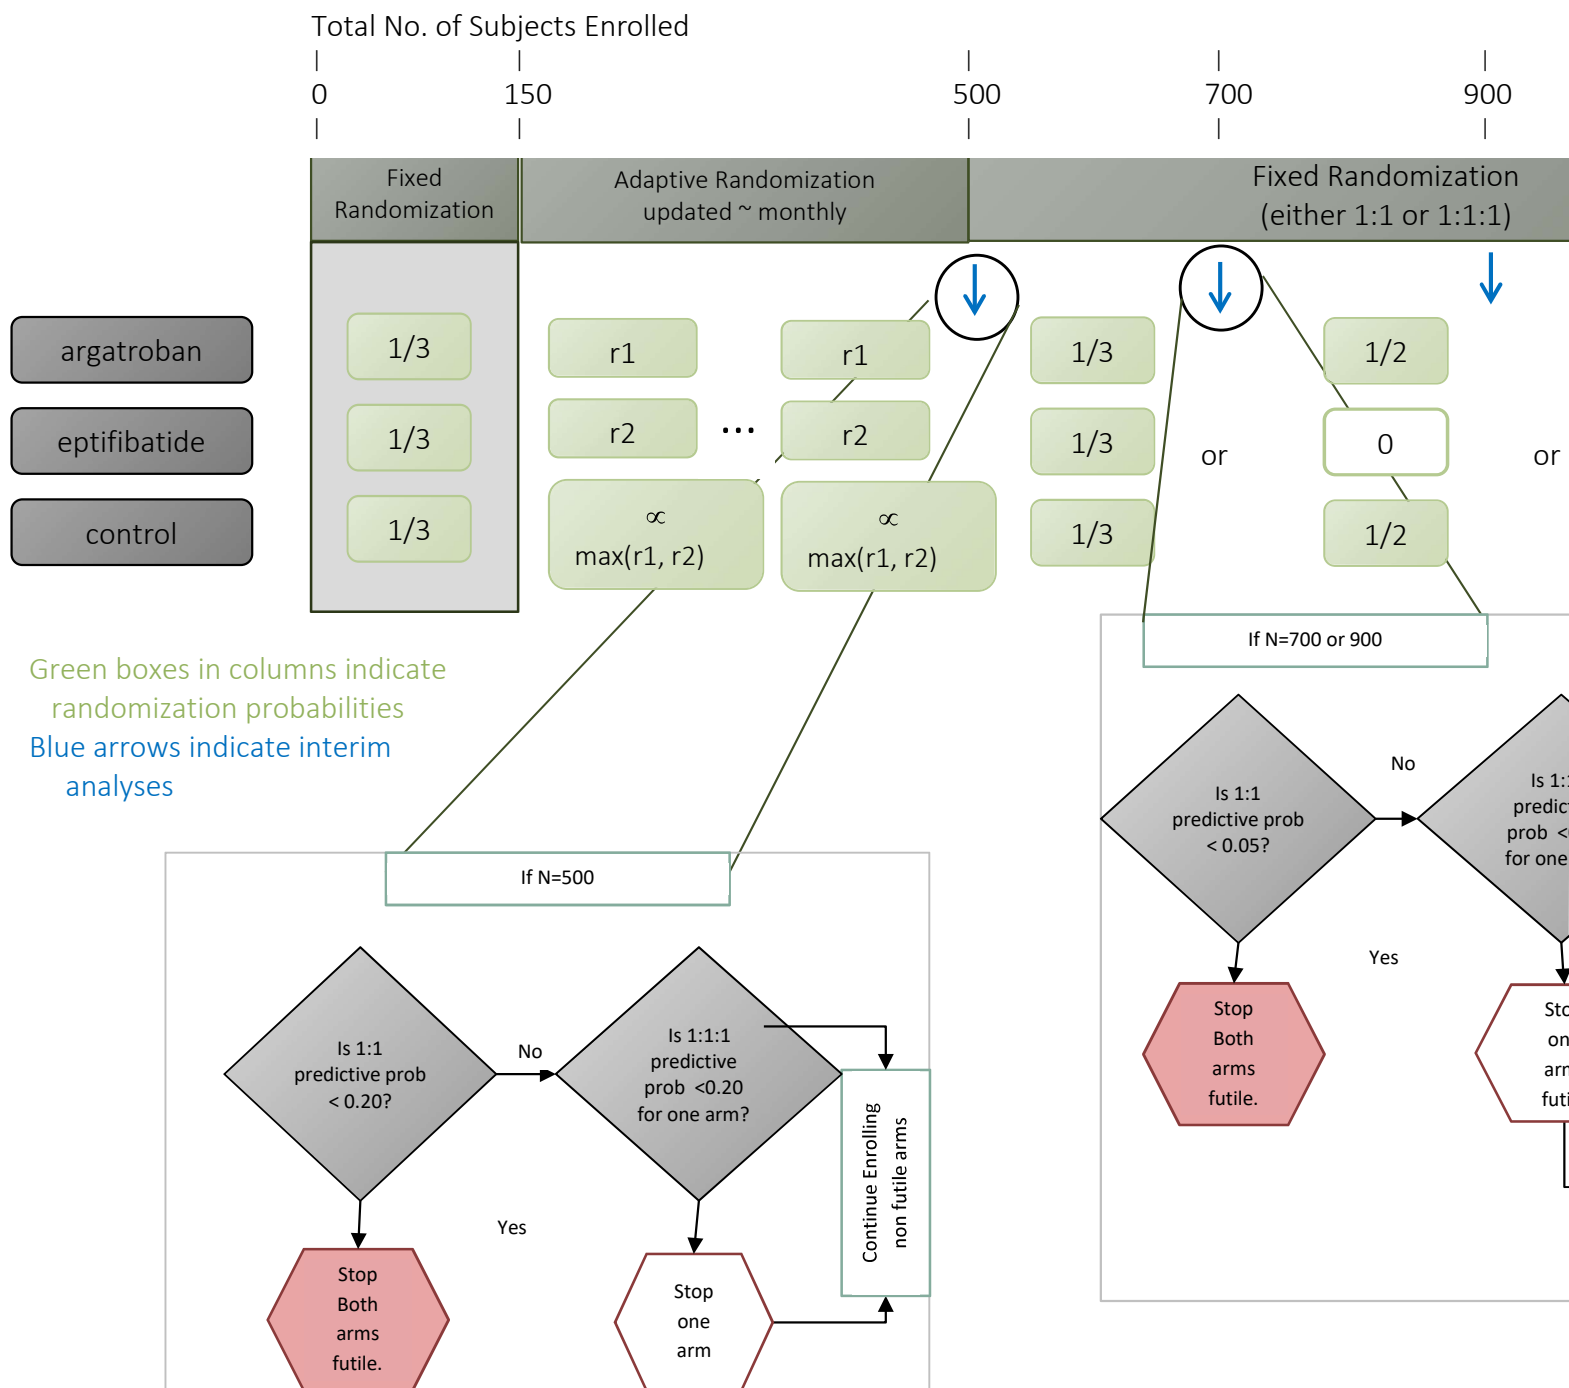 Total No. of Subjects Enrolled
0 150 500 700 900
Fixed
Randomization
Adaptive Randomization
updated ~ monthly
Fixed Randomization
(either 1:1 or 1:1:1)
argatroban 1/3 r1 r1 1/3 1/2
eptifibatide 1/3 r2 ... r2 1/3 or 0 or
control 1/3 ∝ ∝ 1/3 1/2
max(r1, r2) max(r1, r2)
Green boxes in columns indicate
randomization probabilities
Blue arrows indicate interim
analyses
If N=700 or 900
Is 1:1
predictive prob
< 0.05?
No
Yes
Stop
Both
arms
futile.
for one
If N=500
Is 1:1
predictive prob
< 0.20?
No
Is 1:1:1
predictive
prob <0.20
for one arm?
Yes
Continue Enrolling
non futile arms
Stop
Both
arms
futile.
Stop
one
arm